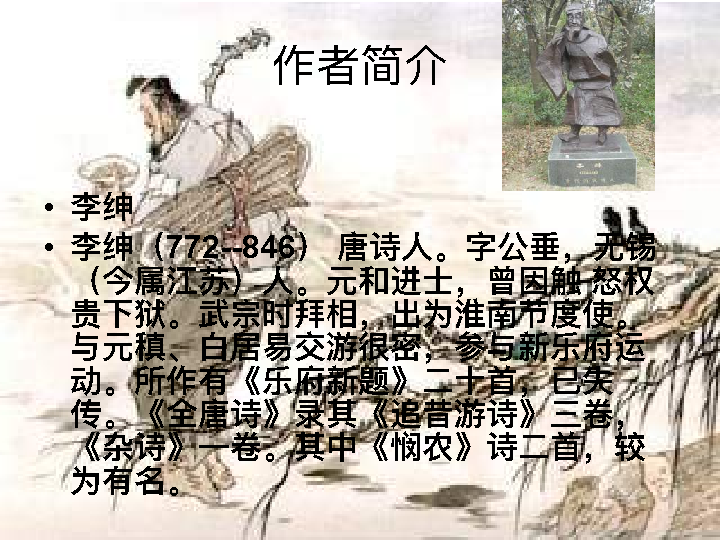 作者简介
• 李绅
• 李绅（772--846） 唐诗人。字公垂，无锡
（今属江苏）人。元和进士，曾因触 怒权
贵下狱。武宗时拜相，出为淮南节度使。
与元稹、白居易交游很密，参与新乐府运
动。所作有《乐府新题》二十首，已失
传。《全唐诗》录其《追昔游诗》三卷，
《杂诗》一卷。其中《悯农》诗二首，较
为有名。